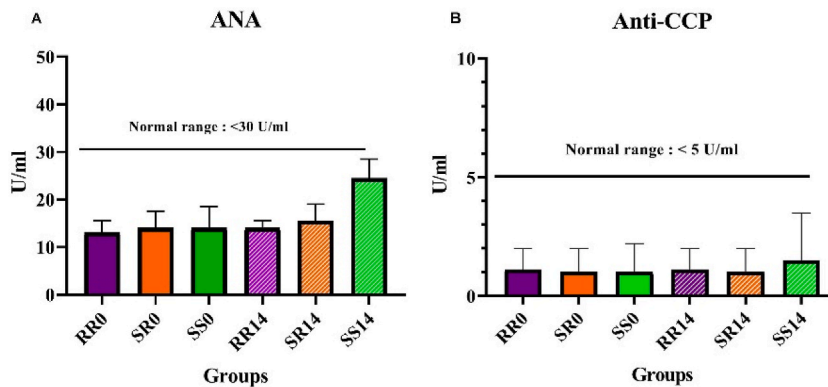 A
ANA
50
40
30
20
10
0
U/ml
Normal range : <30 U/ml
RR0
SR0
SS0
RR14
SR14
SS14
Groups
B
Anti-CCP
10
5
0
U/ml
Normal range : < 5 U/ml
RR0
SR0
SS0
RR14
SR14
SS14
Groups